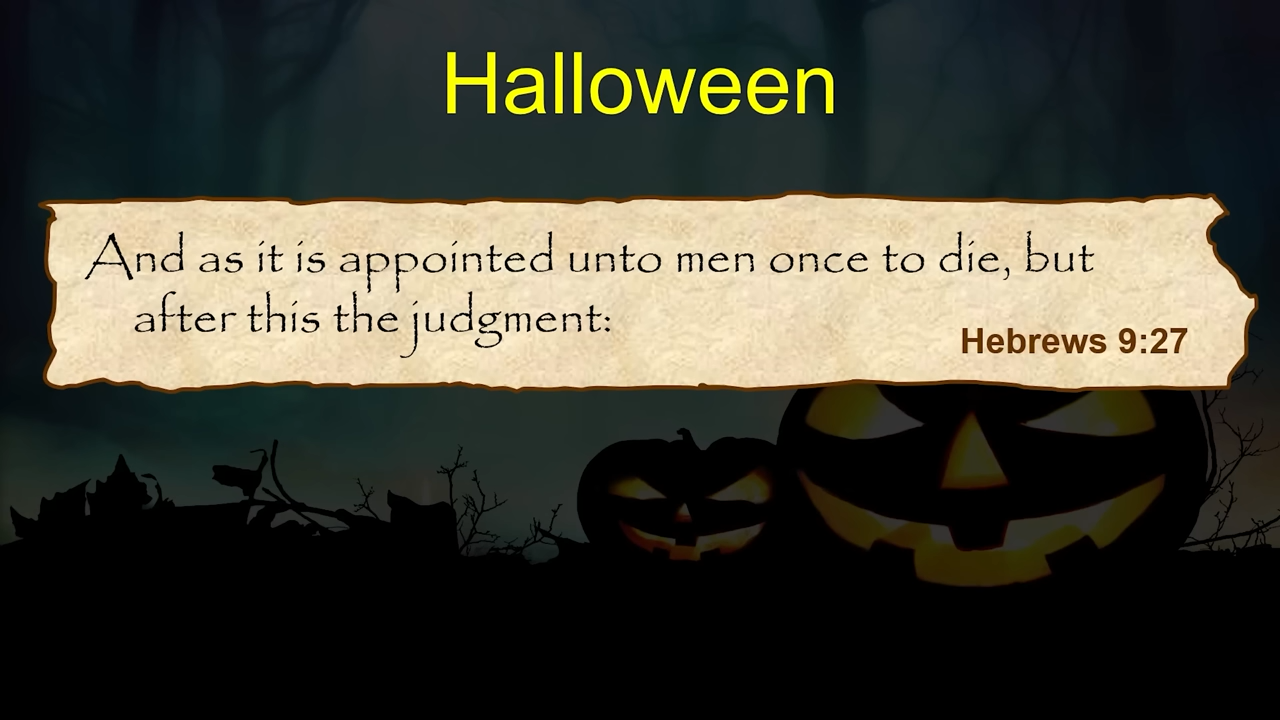 Halloween
And as it is appointed unto men once to die, but
after this the judgment:
Hebrews 9:27